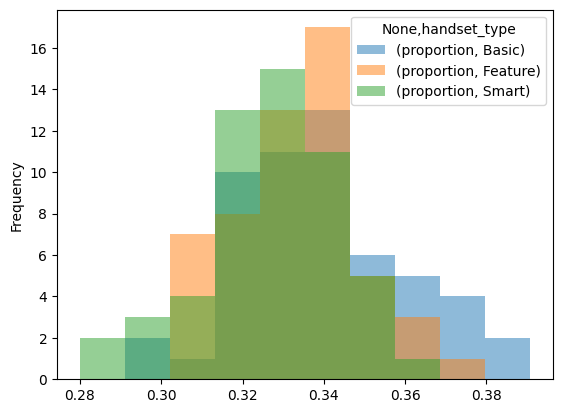 None,handset_type
(proportion, Basic)
(proportion, Feature)
(proportion, Smart)
Frequency
16
14
12
10
8
6
4
2
0
0.28 0.30 0.32 0.34 0.36 0.38